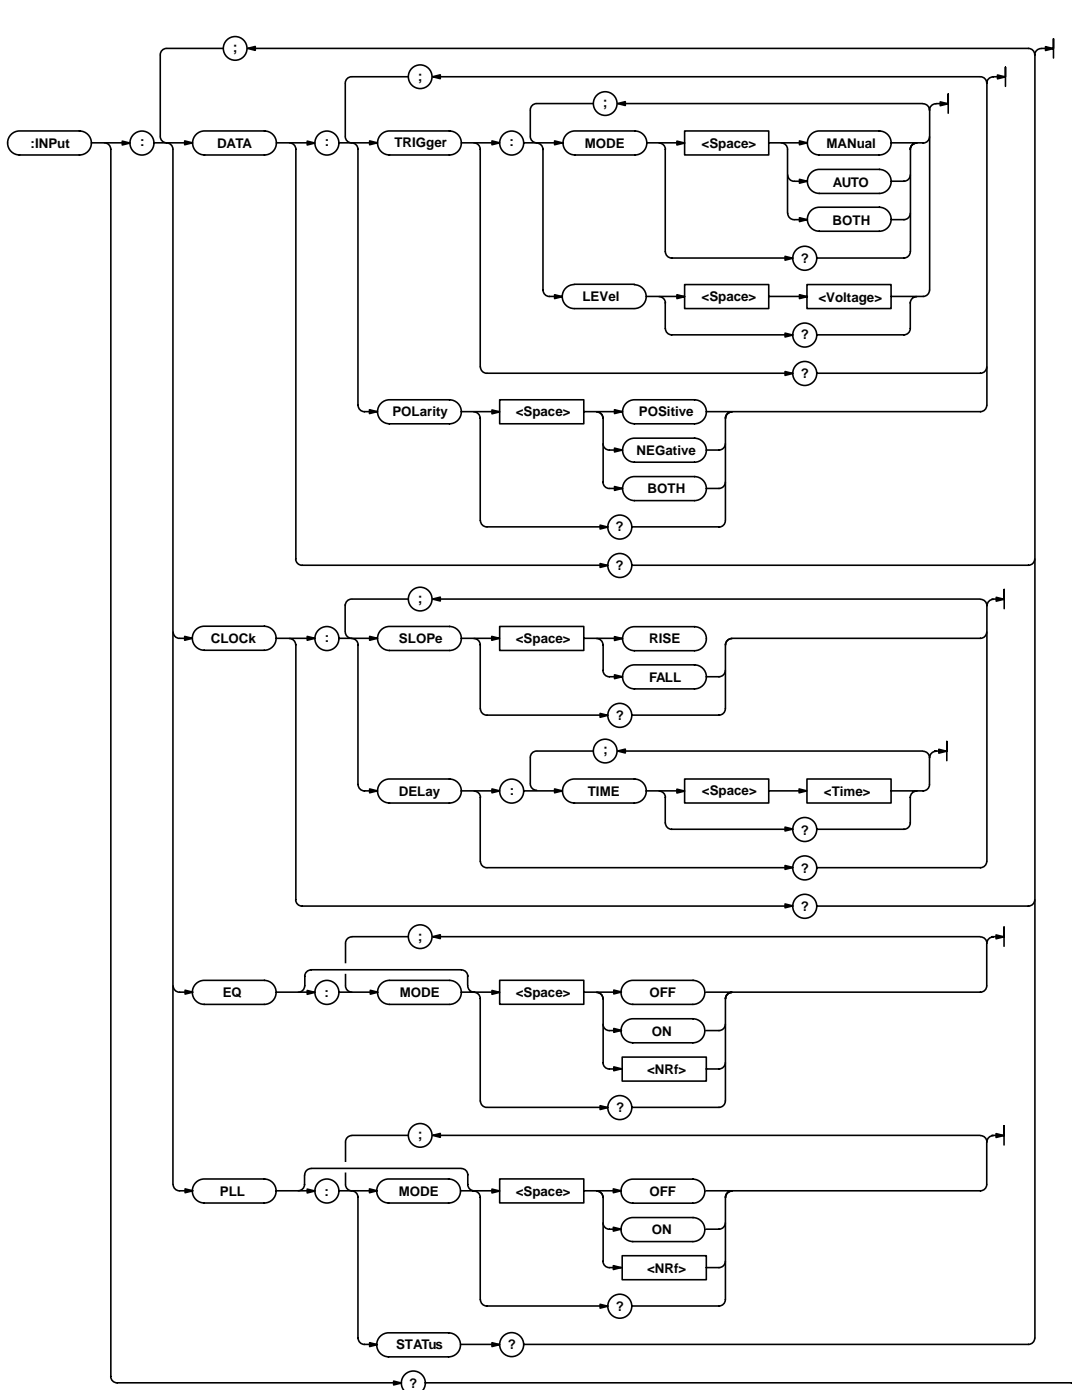 ;
;
;
:INPut : DATA : TRIGger : MODE <Space> MANual
AUTO
BOTH
?
LEVel <Space> <Voltage>
?
?
POLarity <Space> POSitive
NEGative
BOTH
?
?
;
CLOCk : SLOPe <Space> RISE
FALL
?
;
DELay : TIME <Space> <Time>
?
?
?
;
EQ : MODE <Space> OFF
ON
<NRf>
?
;
PLL : MODE <Space> OFF
ON
<NRf>
?
STATus ?
?